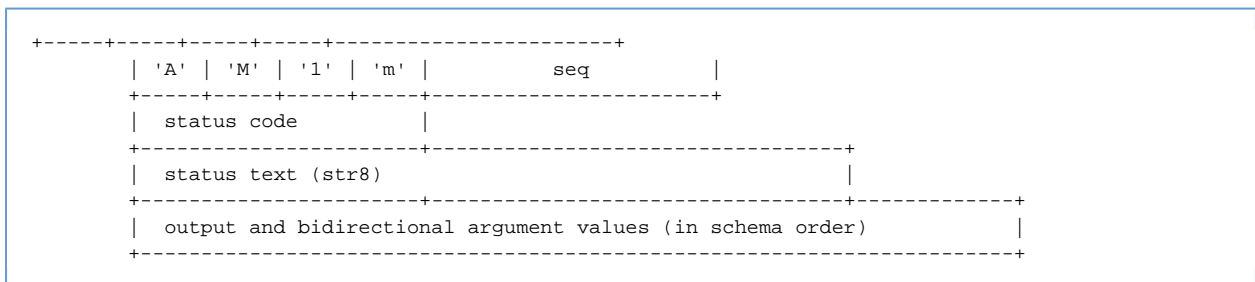 +-----+-----+-----+-----+-----------------------+
| 'A' | 'M' | '1' | 'm' |          seq          |
+-----+-----+-----+-----+-----------------------+
|  status code          |
+-----------------------+----------------------------------+
|  status text (str8)                                      |
+-----------------------+----------------------------------+-------------+
|  output and bidirectional argument values (in schema order)            |
+------------------------------------------------------------------------+